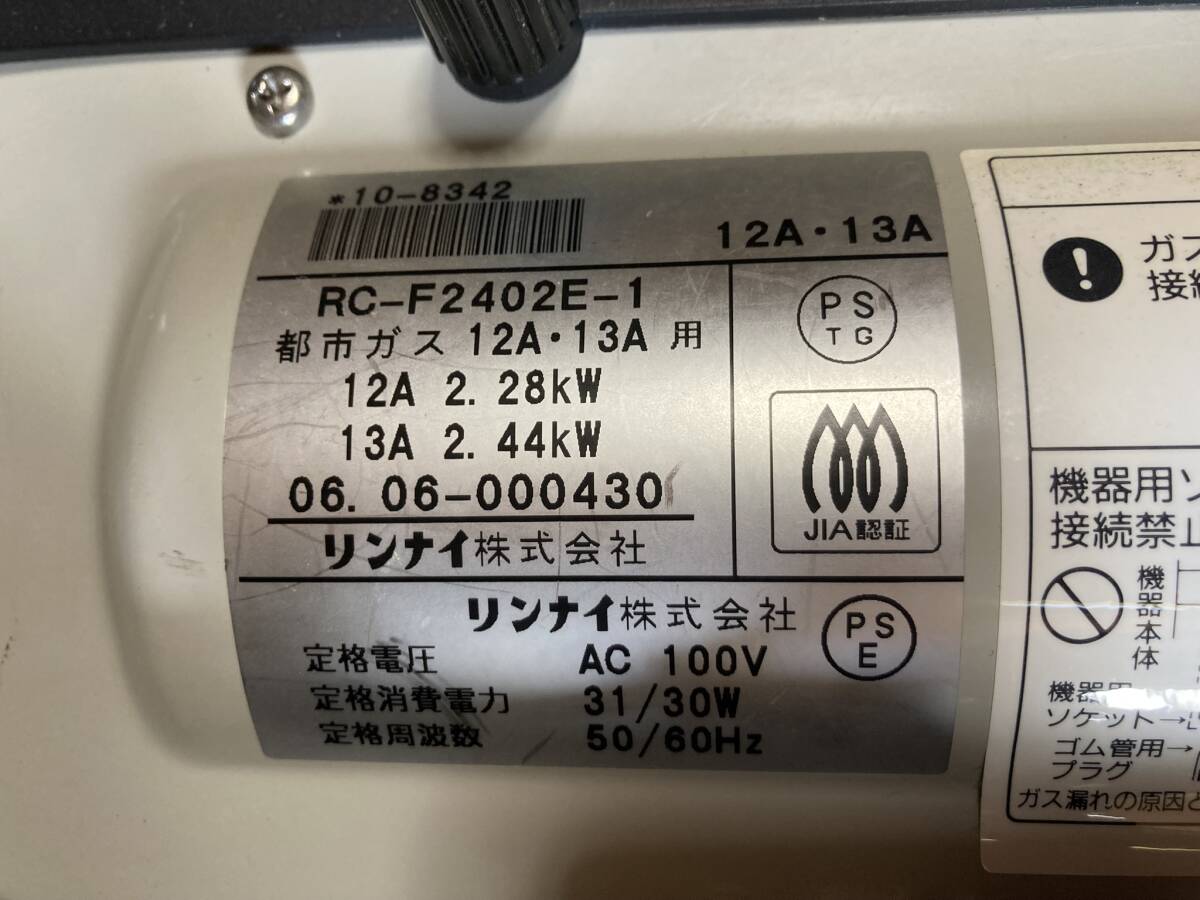 *10-8342
12A・13A
RC-F2402E-1
都市ガス 12A・13A 用
12A 2. 28kW
13A 2. 44kW
06. 06-000430
リンナイ株式会社
PS
TG
JIA認証
リンナイ株式会社
PS
E
定格電圧 AC 100V
定格消費電力 31/30W
定格周波数 50/60Hz
ガス
接続
機器用ソ
接続禁止
機器本体
機器用
ソケット→
ゴム管用→
プラグ
ガス漏れの原因と